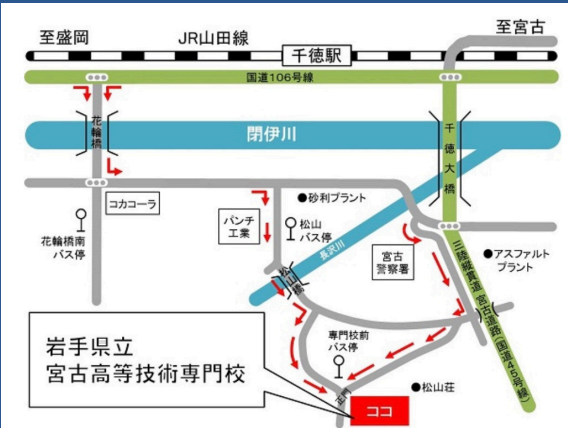 至盛岡
JR山田線
千徳駅
至宮古
国道106号線
花輪橋
閉伊川
千徳大橋
コカコーラ
花輪橋南
バス停
パンチ
工業
●砂利プラント
松山
バス停
長沢川
松山橋
宮古
警察署
●アスファルト
プラント
三陸縦貫道 宮古道路(国道45号線)
専門校前
バス停
●松山荘
正門
ココ
岩手県立
宮古高等技術専門校